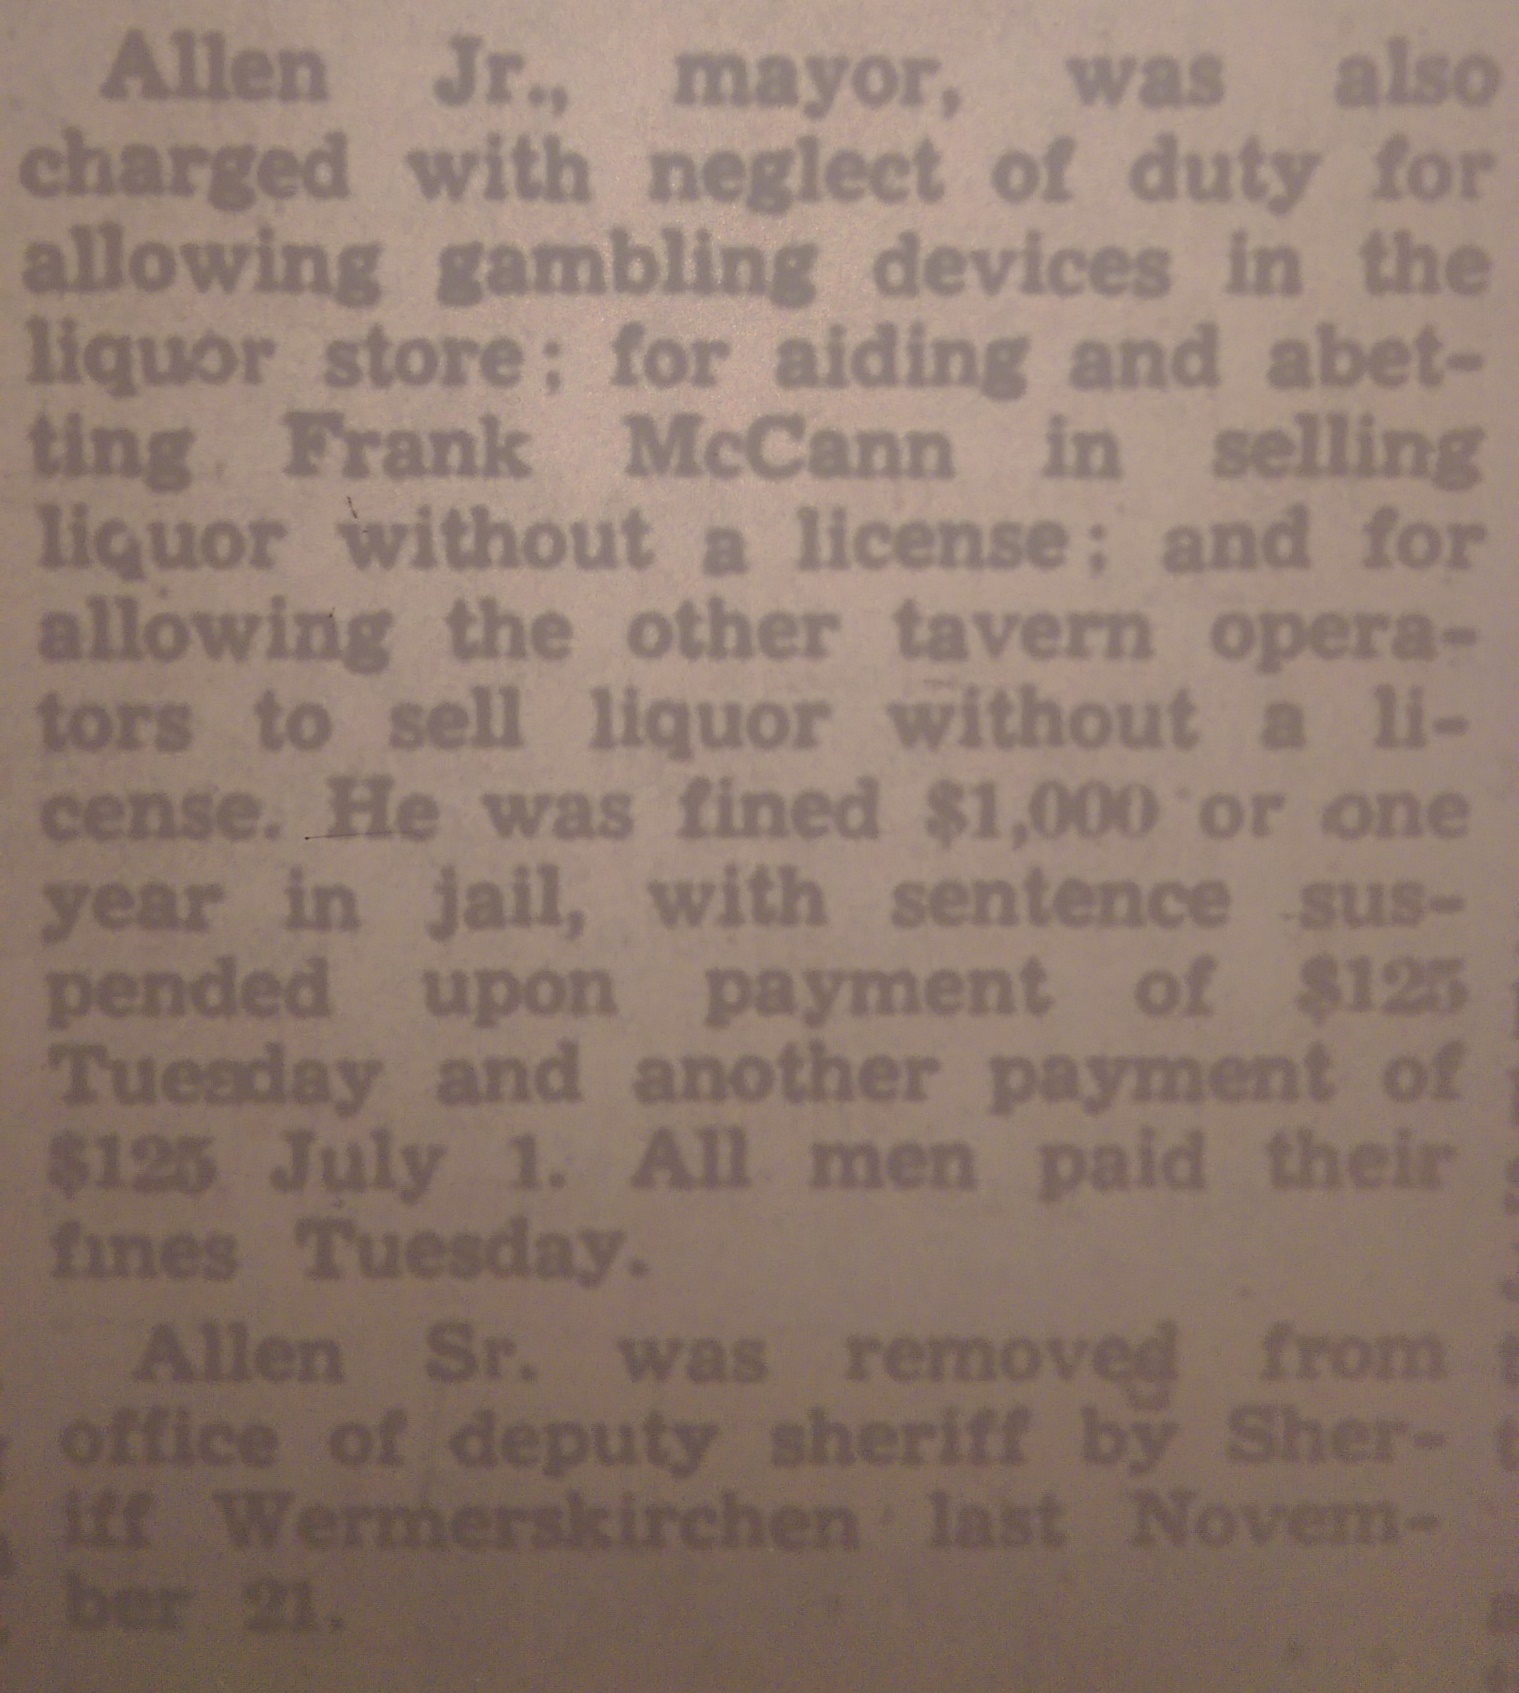 Allen Jr., mayor, was also
charged with neglect of duty for
allowing gambling devices in the
liquor store; for aiding and abet-
ting Frank McCann in selling
liquor without a license; and for
allowing the other tavern opera-
tors to sell liquor without a li-
cense. He was fined $1,000 or one
year in jail, with sentence sus-
pended upon payment of $125
Tuesday and another payment of
$125 July 1. All men paid their
fines Tuesday.
Allen Sr. was removed from
office of deputy sheriff by Sher-
iff Wermerskirchen last Novem-
ber 21.